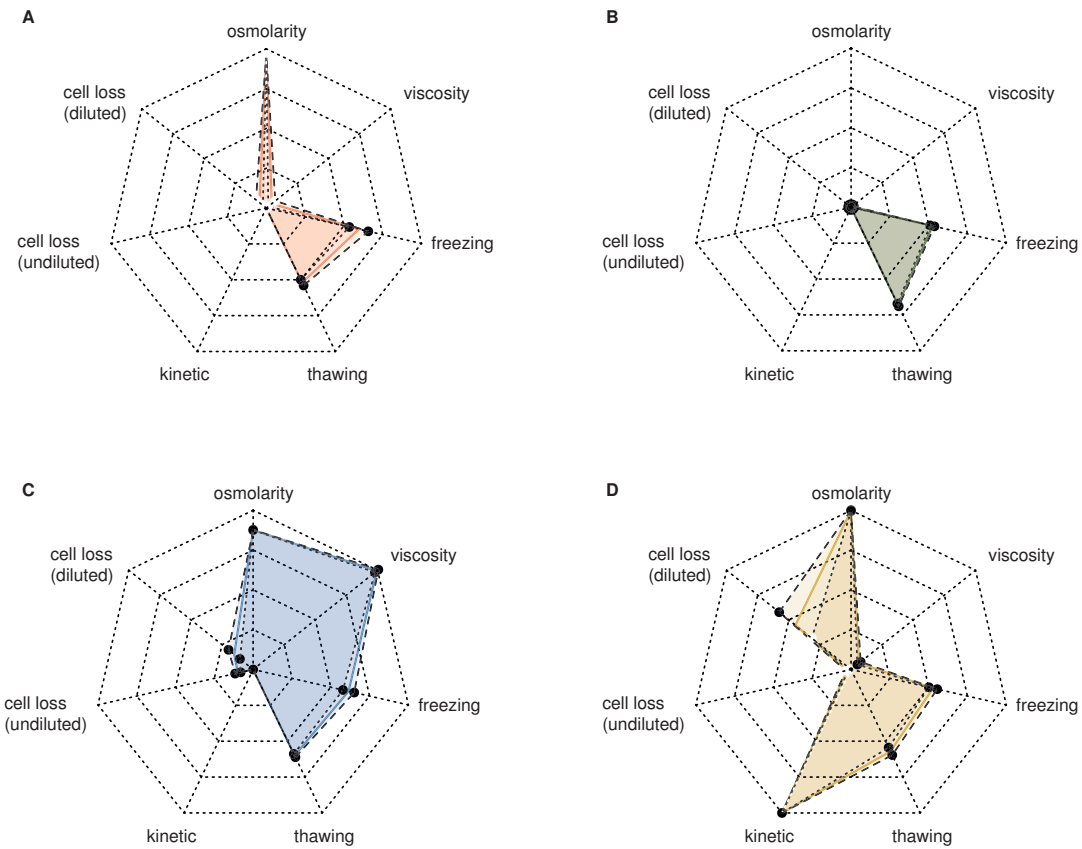 A
osmolarity
viscosity
freezing
thawing
kinetic
cell loss
(undiluted)
cell loss
(diluted)
B
osmolarity
viscosity
freezing
thawing
kinetic
cell loss
(undiluted)
cell loss
(diluted)
C
osmolarity
viscosity
freezing
thawing
kinetic
cell loss
(undiluted)
cell loss
(diluted)
D
osmolarity
viscosity
freezing
thawing
kinetic
cell loss
(undiluted)
cell loss
(diluted)